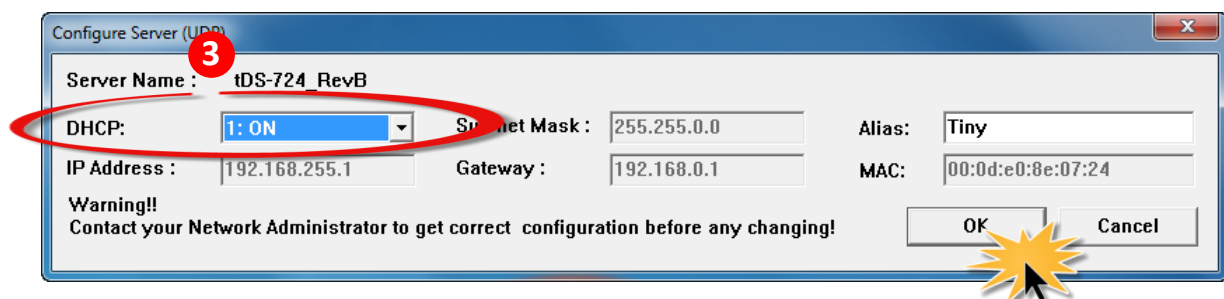 Configure Server (UDP)
3
Server Name : tDS-724_RevB
DHCP: 1: ON Subnet Mask : 255.255.0.0 Alias: Tiny
IP Address : 192.168.255.1 Gateway : 192.168.0.1 MAC: 00:0d:e0:8e:07:24
Warning!!
Contact your Network Administrator to get correct configuration before any changing!
OK Cancel